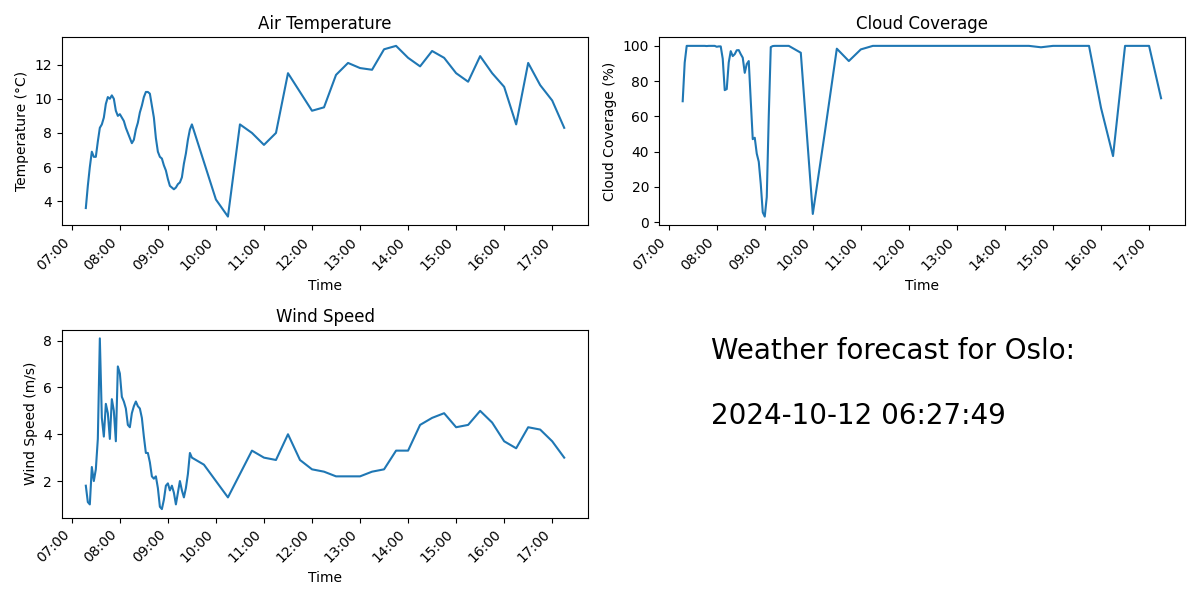 Air Temperature
Temperature (°C)
12
10
8
6
4
07:00 08:00 09:00 10:00 11:00 12:00 13:00 14:00 15:00 16:00 17:00
Time
Cloud Coverage
Cloud Coverage (%)
100
80
60
40
20
0
07:00 08:00 09:00 10:00 11:00 12:00 13:00 14:00 15:00 16:00 17:00
Time
Wind Speed
Wind Speed (m/s)
8
6
4
2
07:00 08:00 09:00 10:00 11:00 12:00 13:00 14:00 15:00 16:00 17:00
Time
Weather forecast for Oslo:
2024-10-12 06:27:49